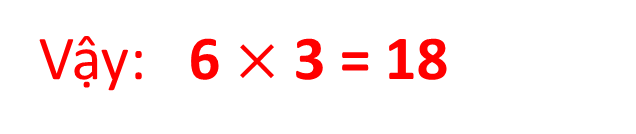 Vậy: 6 × 3 = 18